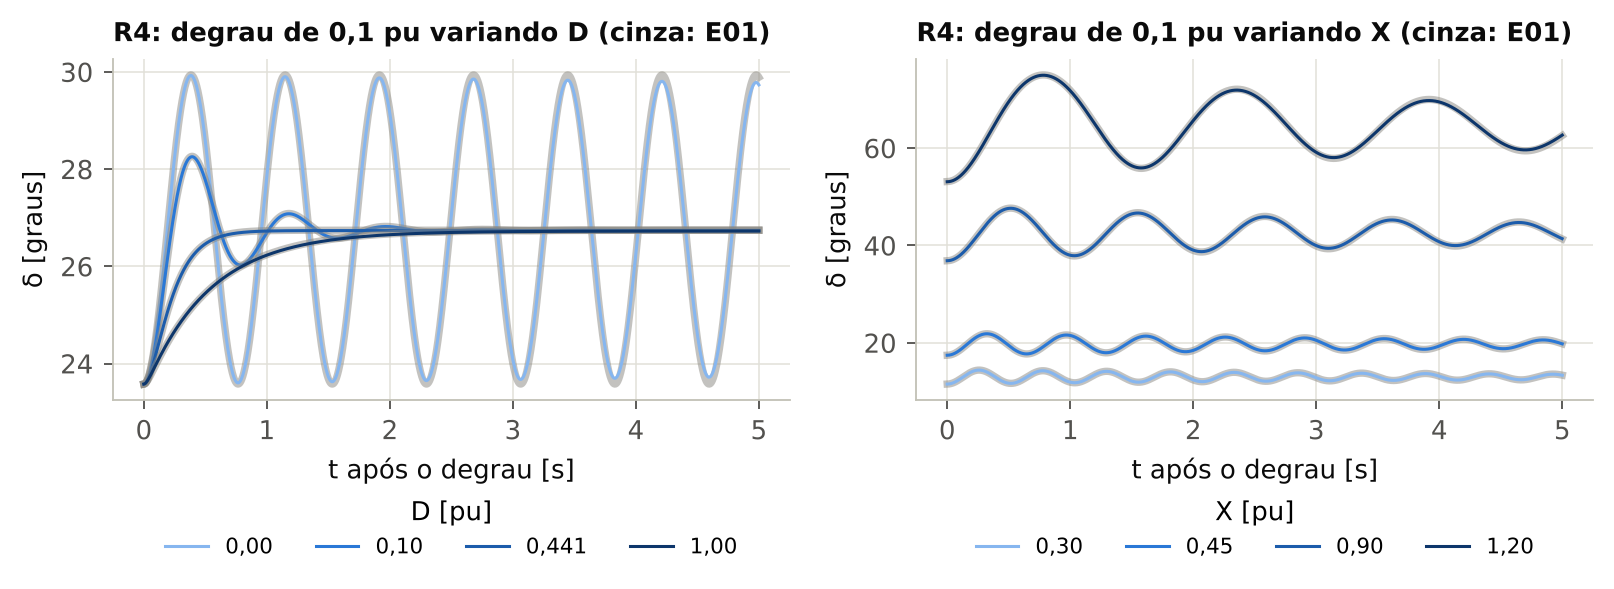 R4: degrau de 0,1 pu variando D (cinza: E01)
30
28
26
24
δ [graus]
0 1 2 3 4 5
t após o degrau [s]
D [pu]
0,00 0,10 0,441 1,00
R4: degrau de 0,1 pu variando X (cinza: E01)
60
40
20
δ [graus]
0 1 2 3 4 5
t após o degrau [s]
X [pu]
0,30 0,45 0,90 1,20